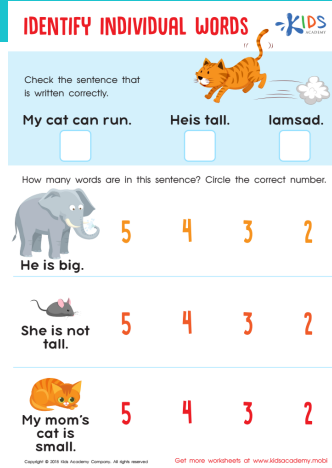 IDENTIFY INDIVIDUAL WORDS
KIDS
ACADEMY
Check the sentence that
is written correctly.
My cat can run.
Heis tall.
Iamsad.
How many words are in this sentence? Circle the correct number.
5 4 3 2
He is big.
5 4 3 2
She is not
tall.
5 4 3 2
My mom's
cat is
small.
Copyright © 2015 Kids Academy Company. All rights reserved
Get more worksheets at www.kidsacademy.mobi